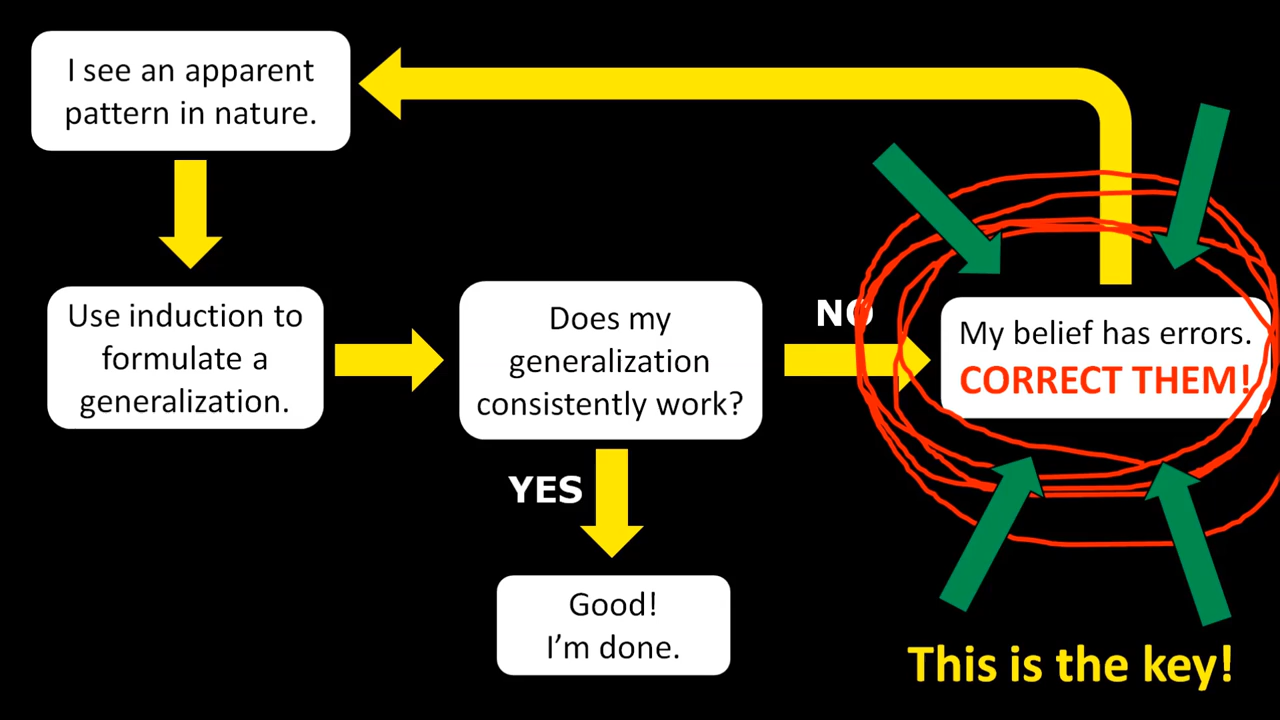 I see an apparent
pattern in nature.
Use induction to
formulate a
generalization.
Does my
generalization
consistently work?
NO
My belief has errors.
CORRECT THEM!
YES
Good!
I'm done.
This is the key!